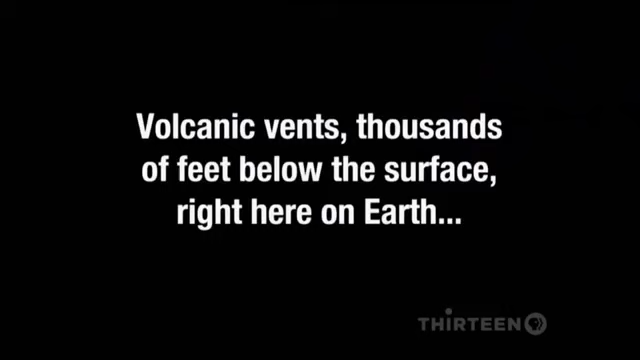 Volcanic vents, thousands
of feet below the surface,
right here on Earth...
THIRTEEN